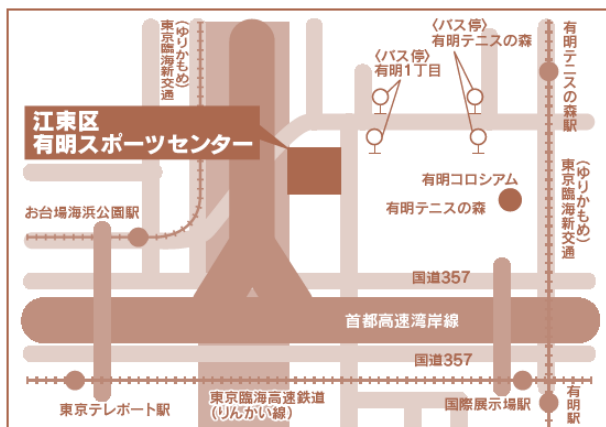 東京臨海新交通
(ゆりかもめ)
〈バス停〉
有明1丁目
〈バス停〉
有明テニスの森
有明テニスの森駅
江東区
有明スポーツセンター
有明コロシアム
有明テニスの森
東京臨海新交通
(ゆりかもめ)
お台場海浜公園駅
国道357
首都高速湾岸線
国道357
東京テレポート駅
東京臨海高速鉄道
(りんかい線)
国際展示場駅
有明駅